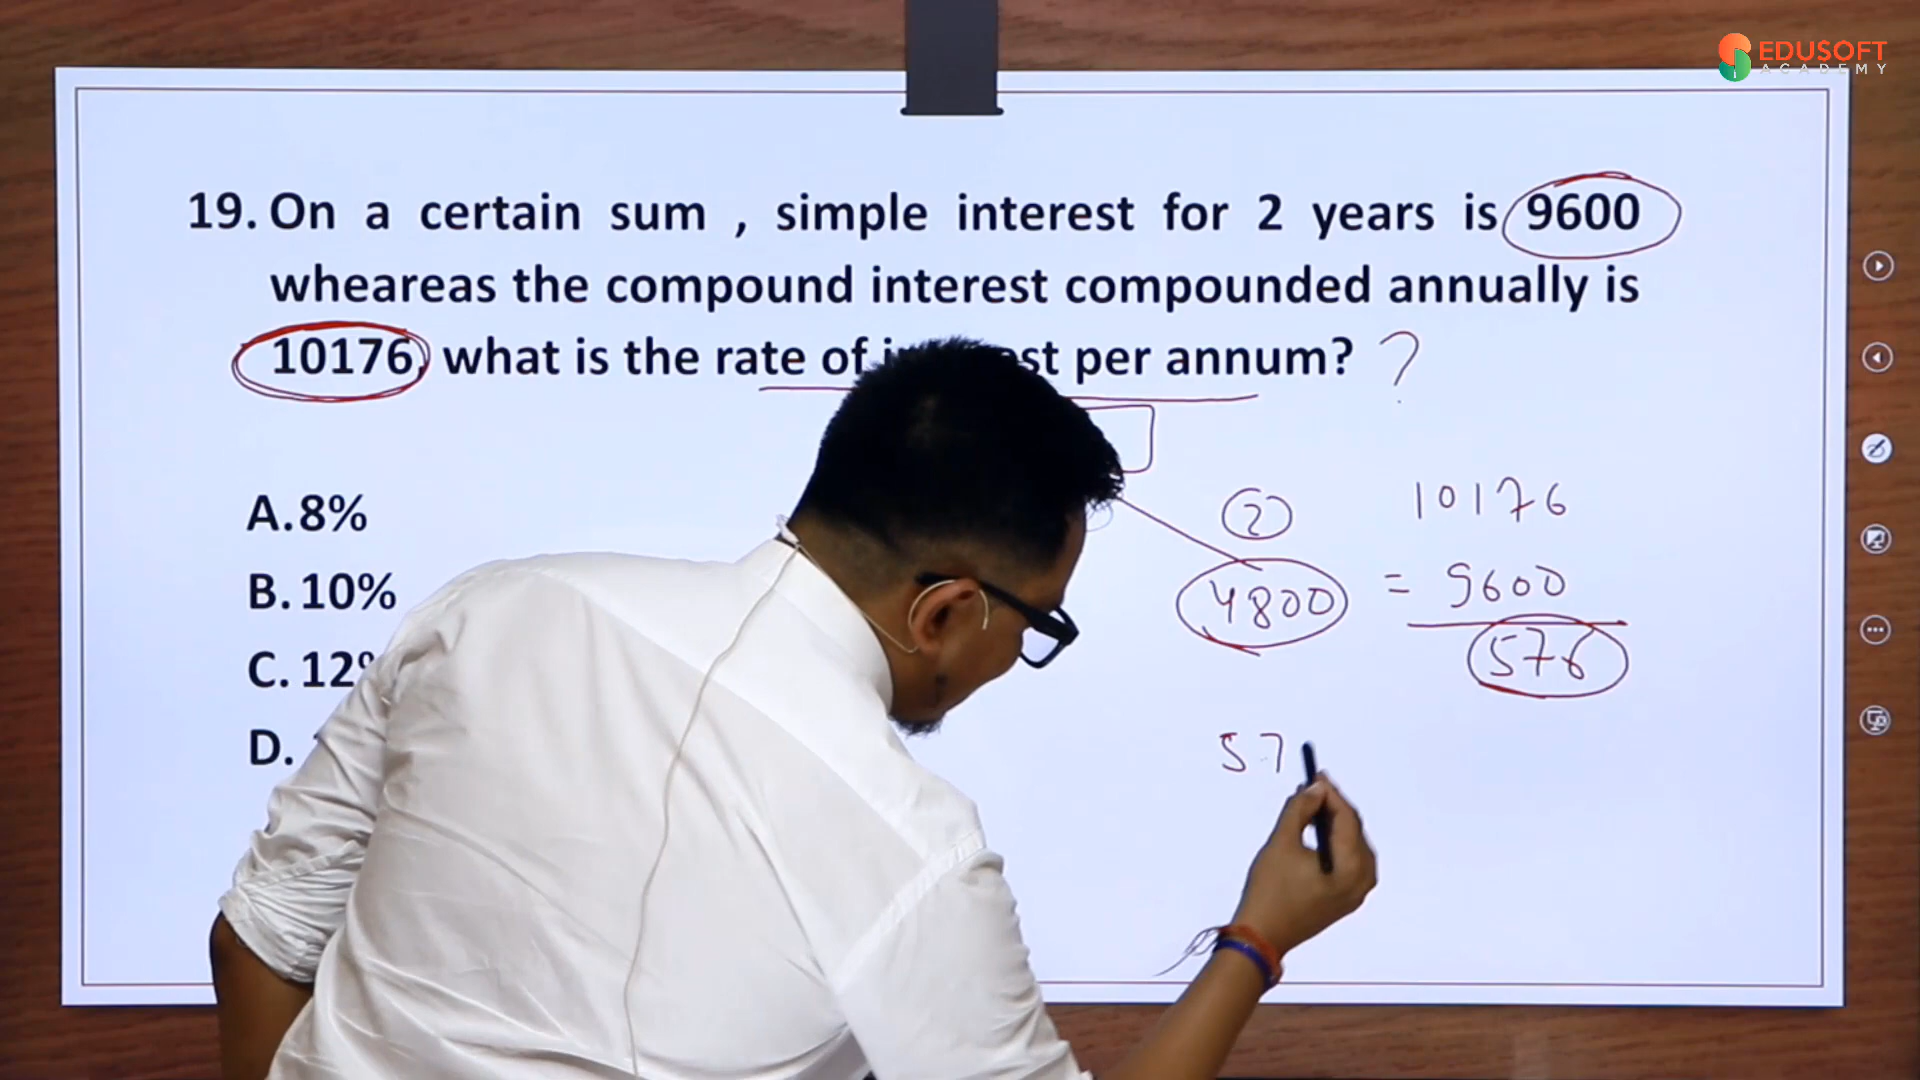 EDUSOFT
ACADEMY
19. On a certain sum , simple interest for 2 years is 9600
wheareas the compound interest compounded annually is
10176, what is the rate of st per annum? ?
A. 8%
B. 10%
C. 12%
D.
2
4800
10176
= 9600
576
57